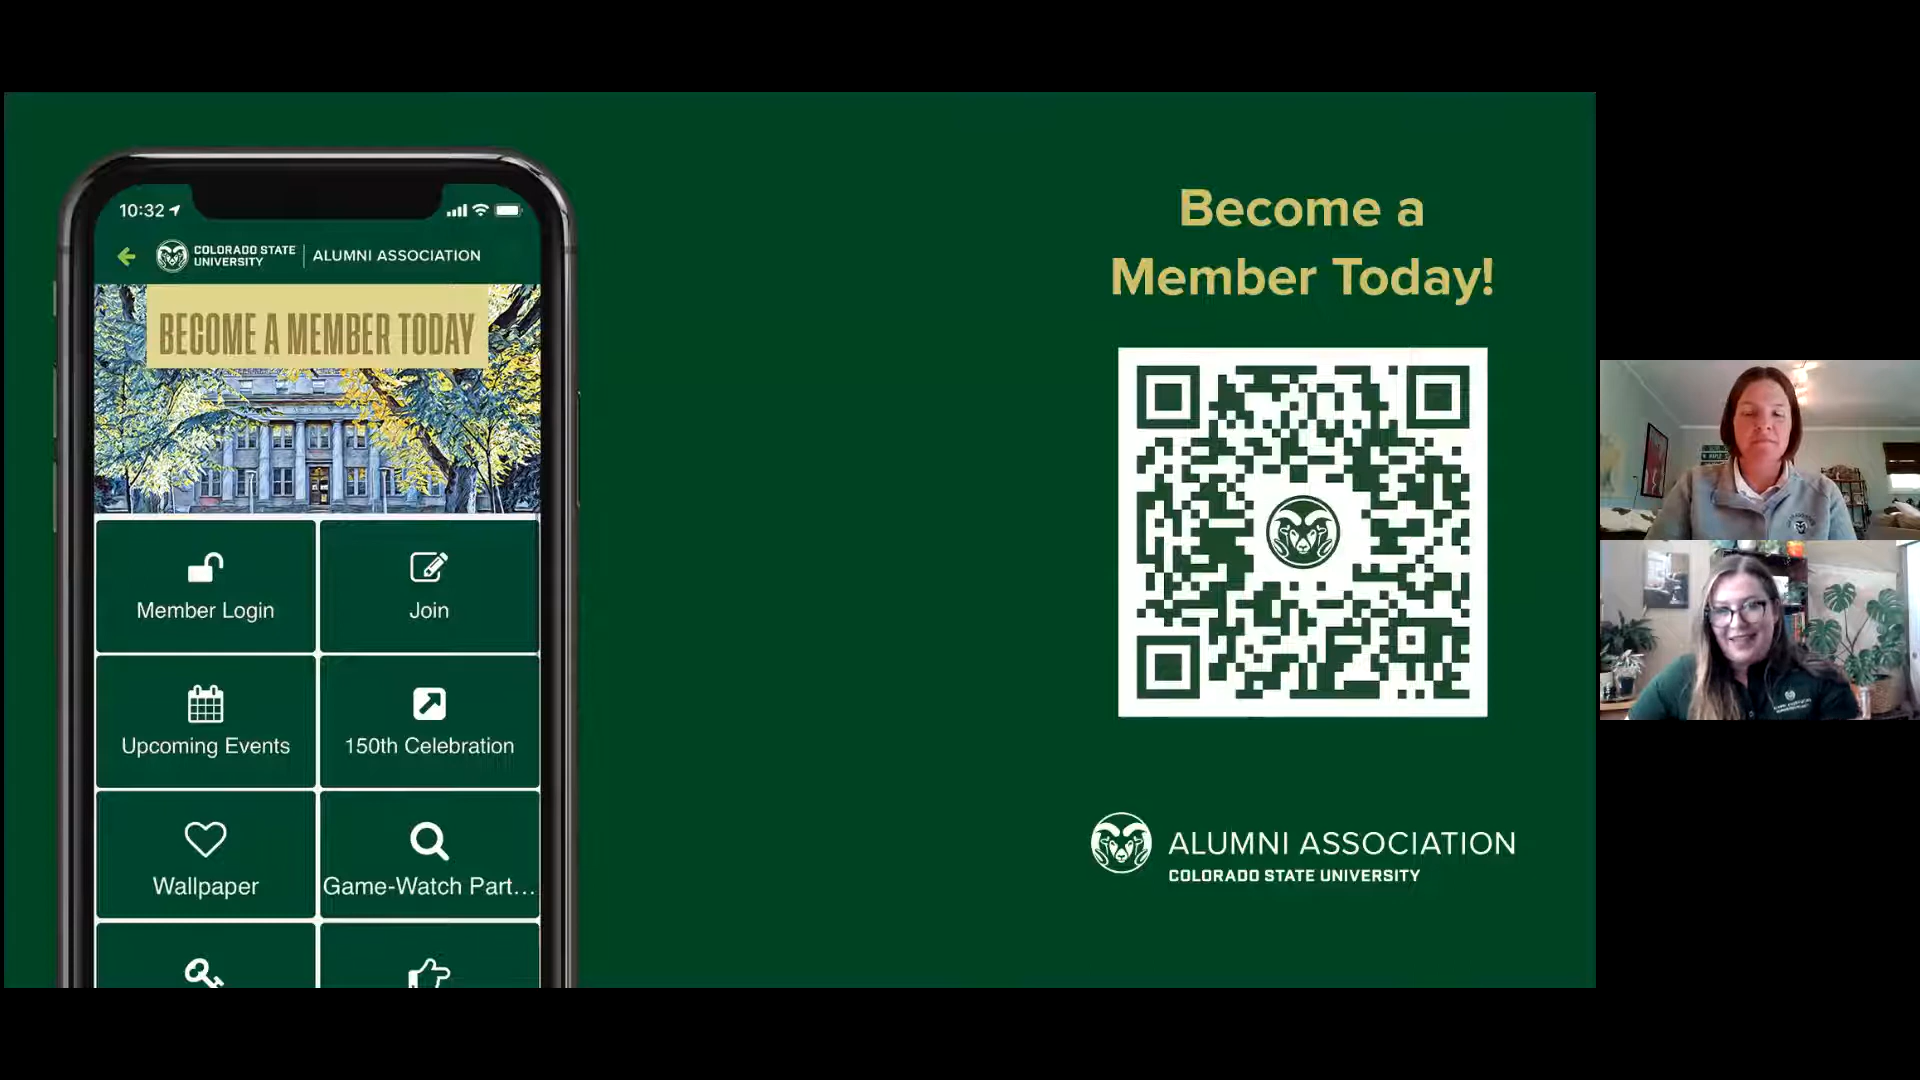 10:32
COLORADO STATE
UNIVERSITY
ALUMNI ASSOCIATION
BECOME A MEMBER TODAY
Member Login
Join
Upcoming Events
150th Celebration
Wallpaper
Game-Watch Part...
Become a
Member Today!
ALUMNI ASSOCIATION
COLORADO STATE UNIVERSITY